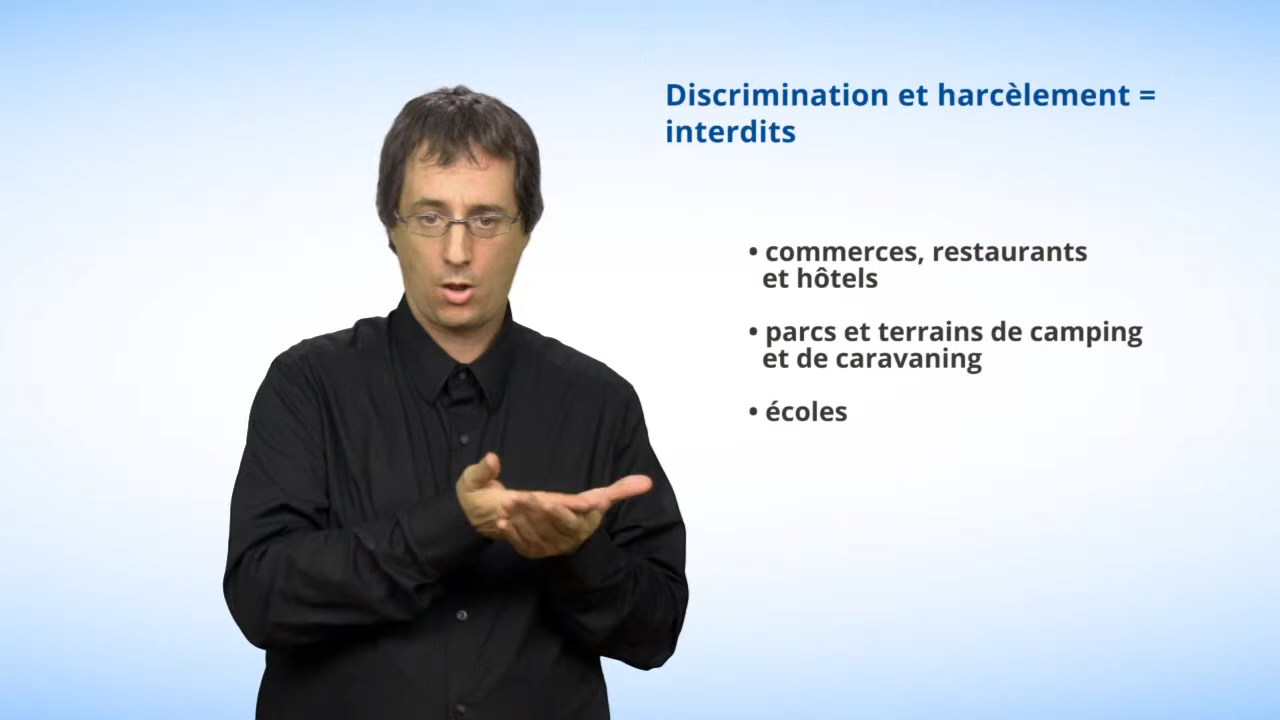 Discrimination et harcèlement =
interdits
• commerces, restaurants
et hôtels
• parcs et terrains de camping
et de caravaning
• écoles